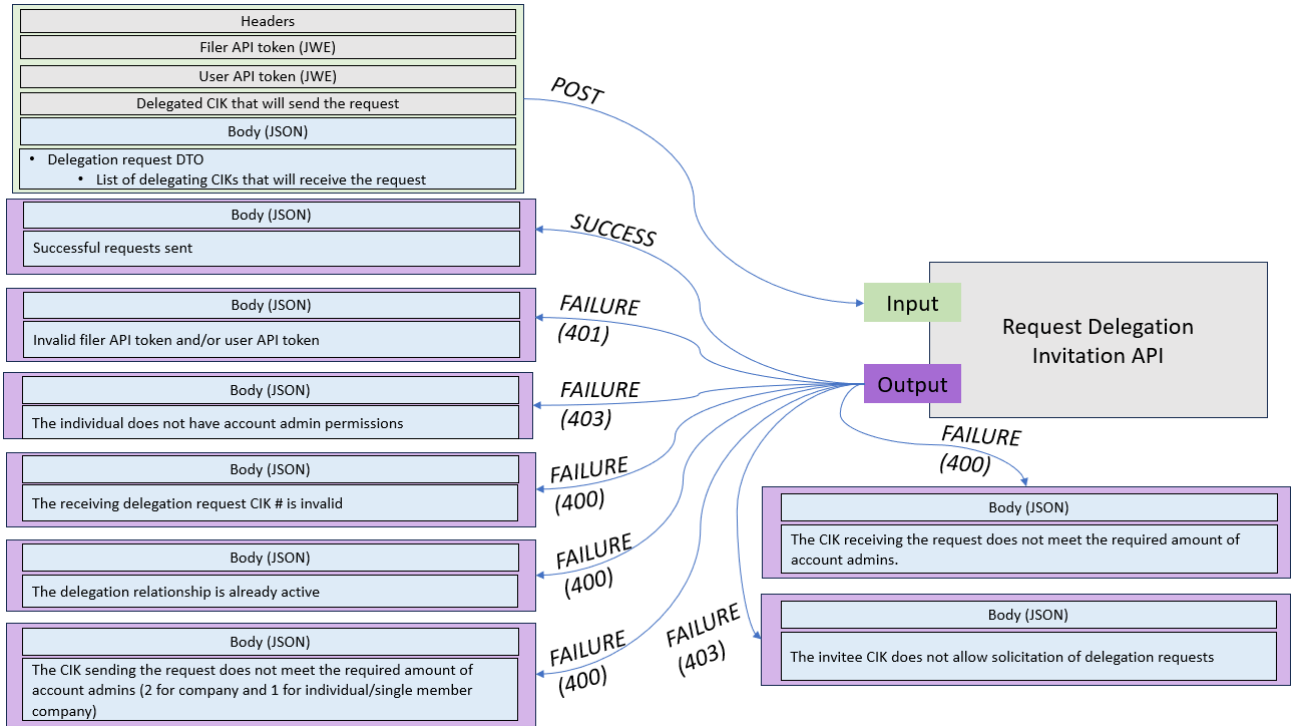 Headers
Filer API token (JWE)
User API token (JWE)
Delegated CIK that will send the request
Body (JSON)
• Delegation request DTO
• List of delegating CIKs that will receive the request
POST
Body (JSON)
Successful requests sent
SUCCESS
Body (JSON)
Invalid filer API token and/or user API token
FAILURE
(401)
Body (JSON)
The individual does not have account admin permissions
FAILURE
(403)
Body (JSON)
The receiving delegation request CIK # is invalid
FAILURE
(400)
Body (JSON)
The delegation relationship is already active
FAILURE
(400)
Body (JSON)
The CIK sending the request does not meet the required amount of
account admins (2 for company and 1 for individual/single member
company)
FAILURE
(400)
Input
Output
Request Delegation
Invitation API
FAILURE
(400)
Body (JSON)
The CIK receiving the request does not meet the required amount of
account admins.
FAILURE
(403)
Body (JSON)
The invitee CIK does not allow solicitation of delegation requests